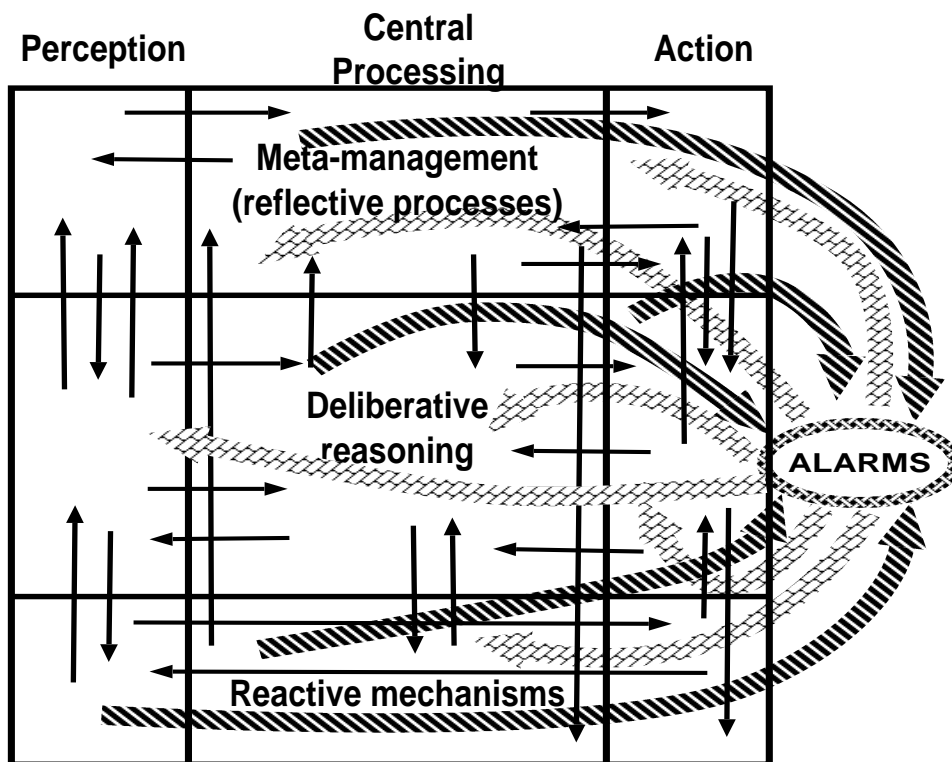 Perception
Central
Processing
Action
Meta-management
(reflective processes)
Deliberative
reasoning
ALARMS
Reactive mechanisms